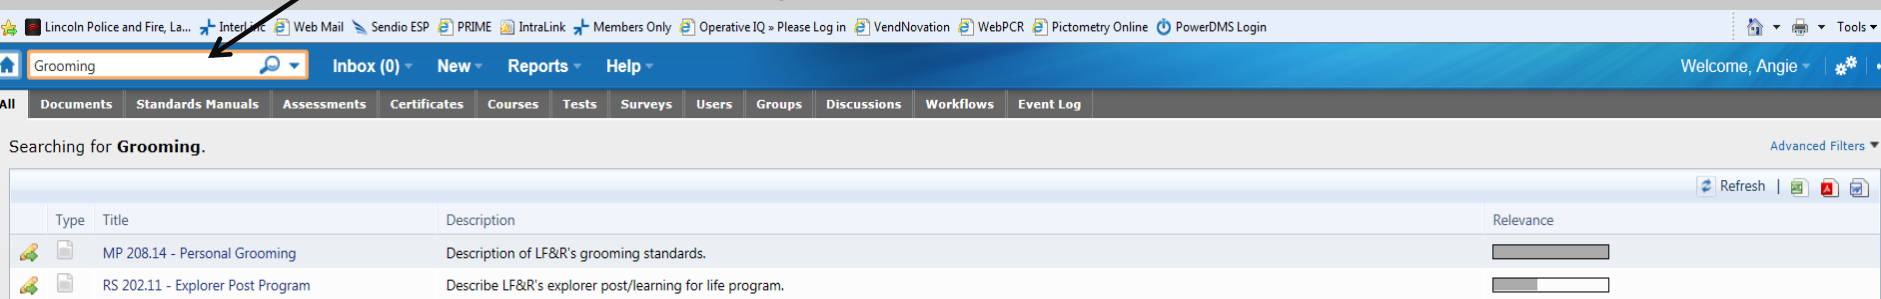 Lincoln Police and Fire, La... InterLinc Web Mail Sendio ESP PRIME IntraLink Members Only Operative IQ » Please Log in VendNovation WebPCR Pictometry Online PowerDMS Login Tools
Grooming Inbox (0) New Reports Help Welcome, Angie
All Documents Standards Manuals Assessments Certificates Courses Tests Surveys Users Groups Discussions Workflows Event Log
Searching for Grooming. Advanced Filters
Refresh |
Type Title Description Relevance
MP 208.14 - Personal Grooming Description of LF&R's grooming standards.
RS 202.11 - Explorer Post Program Describe LF&R's explorer post/learning for life program.